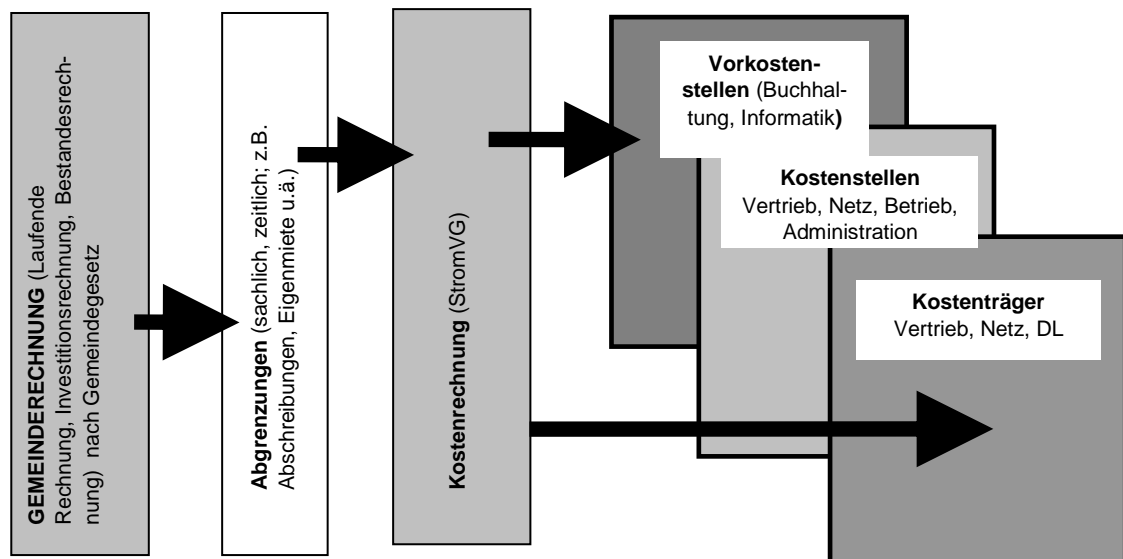 GEMEINDERECHNUNG (Laufende
Rechnung, Investitionsrechnung, Bestandesrech-
nung)  nach Gemeindegesetz
Abgrenzungen (sachlich, zeitlich; z.B.
Abschreibungen, Eigenmiete u.ä.)
Kostenrechnung (StromVG)
Vorkosten-
stellen (Buchhal-
tung, Informatik)
Kostenstellen
Vertrieb, Netz, Betrieb,
Administration
Kostenträger
Vertrieb, Netz, DL